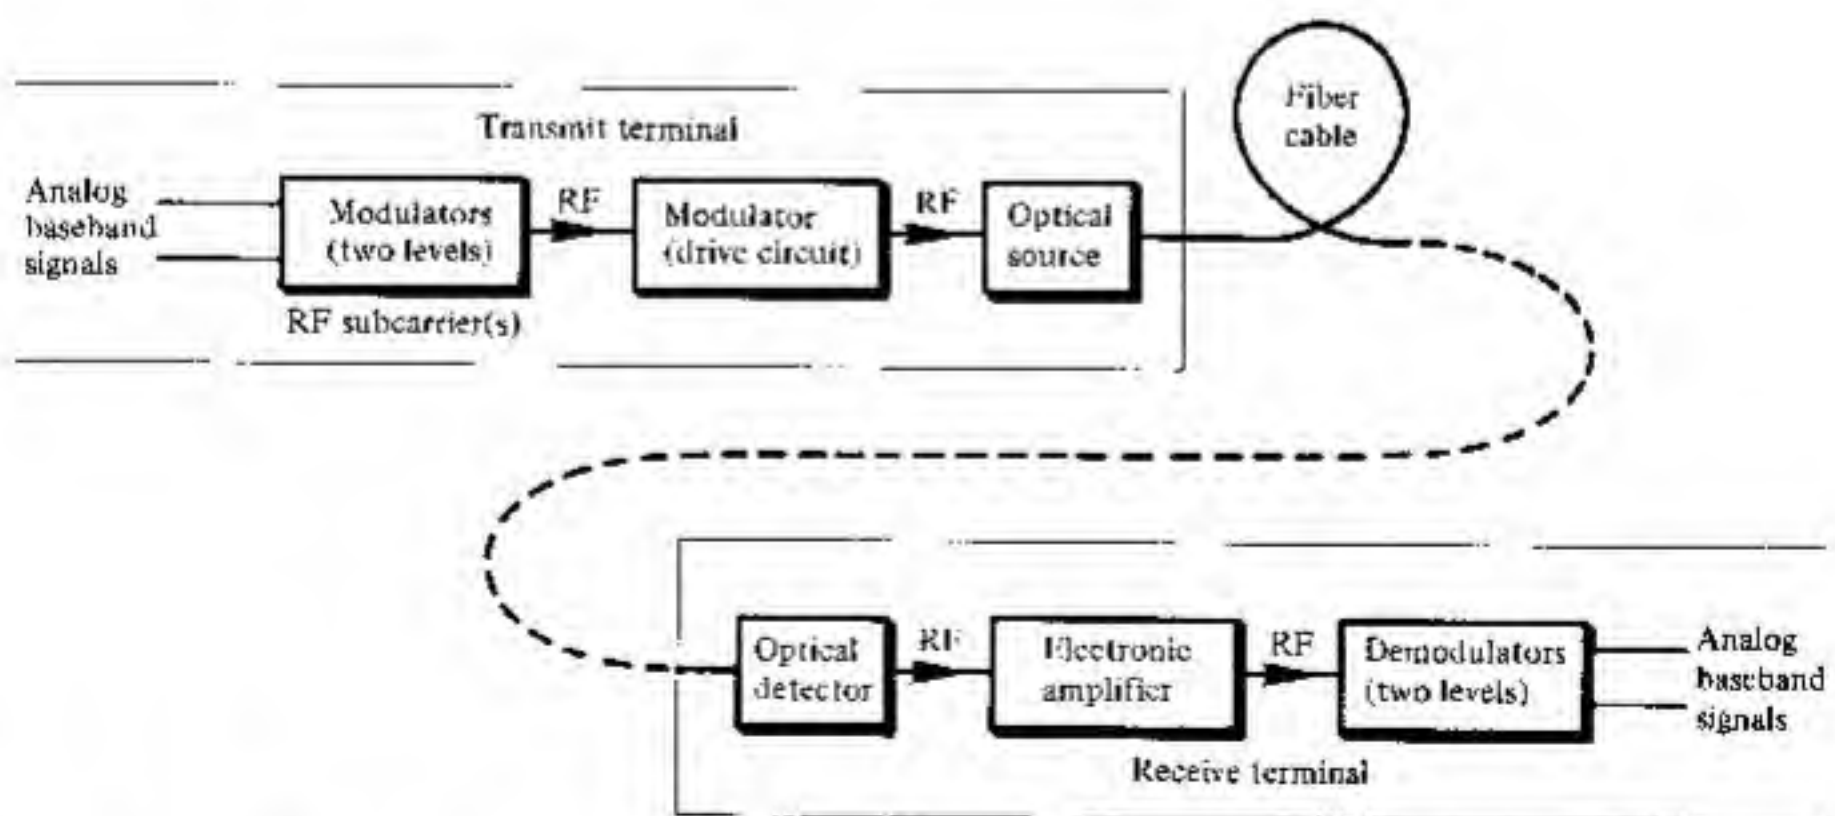 Transmit terminal
Analog
baseband
signals
Modulators
(two levels)
RF
Modulator
(drive circuit)
RF
Optical
source
RF subcarrier(s)
Fiber
cable
Optical
detector
RF
Electronic
amplifier
RF
Demodulators
(two levels)
Analog
baseband
signals
Receive terminal